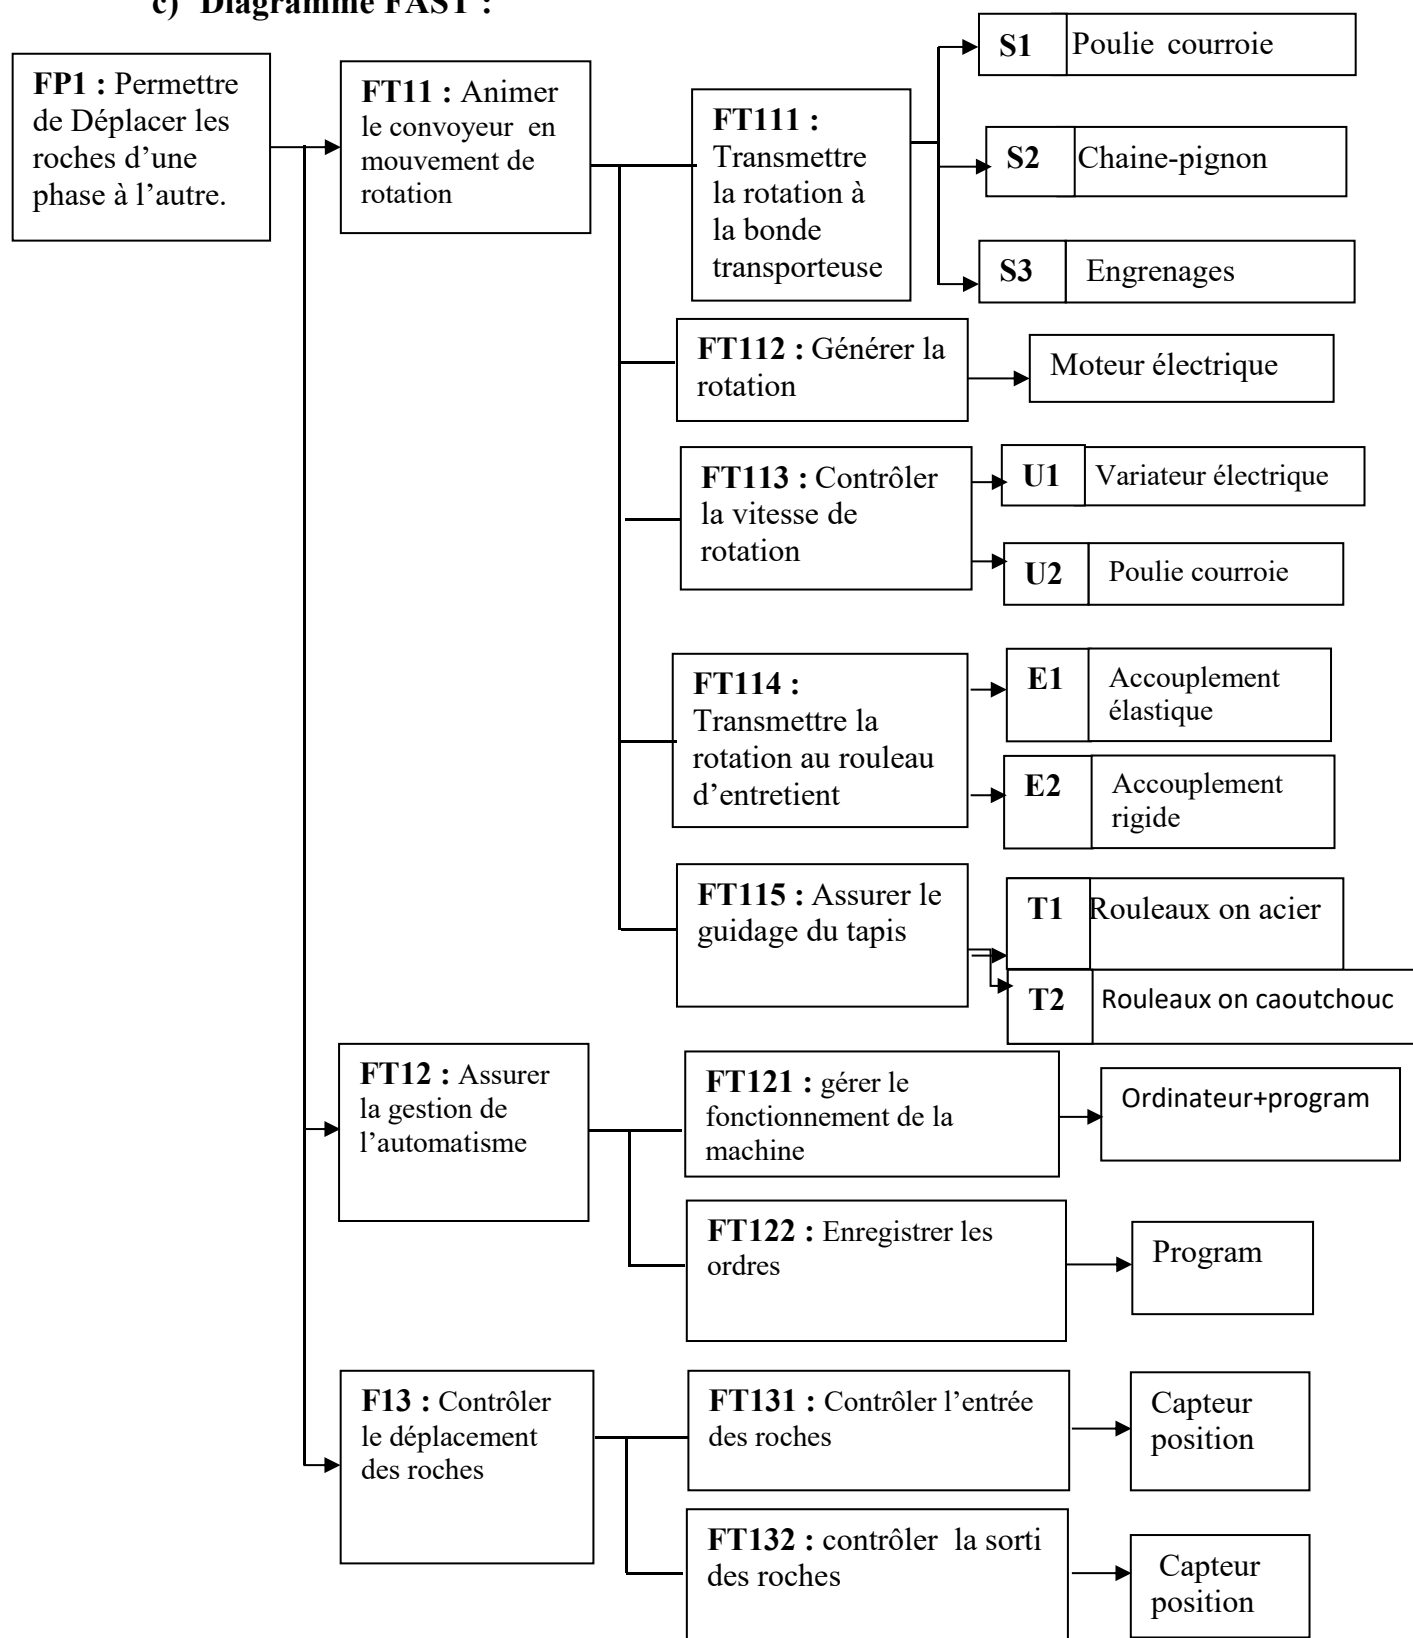 c) Diagramme FAST :
FP1 : Permettre
de Déplacer les
roches d’une
phase à l’autre.
FT11 : Animer
le convoyeur en
mouvement de
rotation
FT111 :
Transmettre
la rotation à
la bonde
transporteuse
S1 Poulie courroie
S2 Chaine-pignon
S3 Engrenages
FT112 : Générer la
rotation
Moteur électrique
FT113 : Contrôler
la vitesse de
rotation
U1 Variateur électrique
U2 Poulie courroie
FT114 :
Transmettre la
rotation au rouleau
d’entretient
E1 Accouplement
élastique
E2 Accouplement
rigide
FT115 : Assurer le
guidage du tapis
T1 Rouleaux on acier
T2 Rouleaux on caoutchouc
FT12 : Assurer
la gestion de
l’automatisme
FT121 : gérer le
fonctionnement de la
machine
Ordinateur+program
FT122 : Enregistrer les
ordres
Program
F13 : Contrôler
le déplacement
des roches
FT131 : Contrôler l’entrée
des roches
Capteur
position
FT132 : contrôler la sorti
des roches
Capteur
position